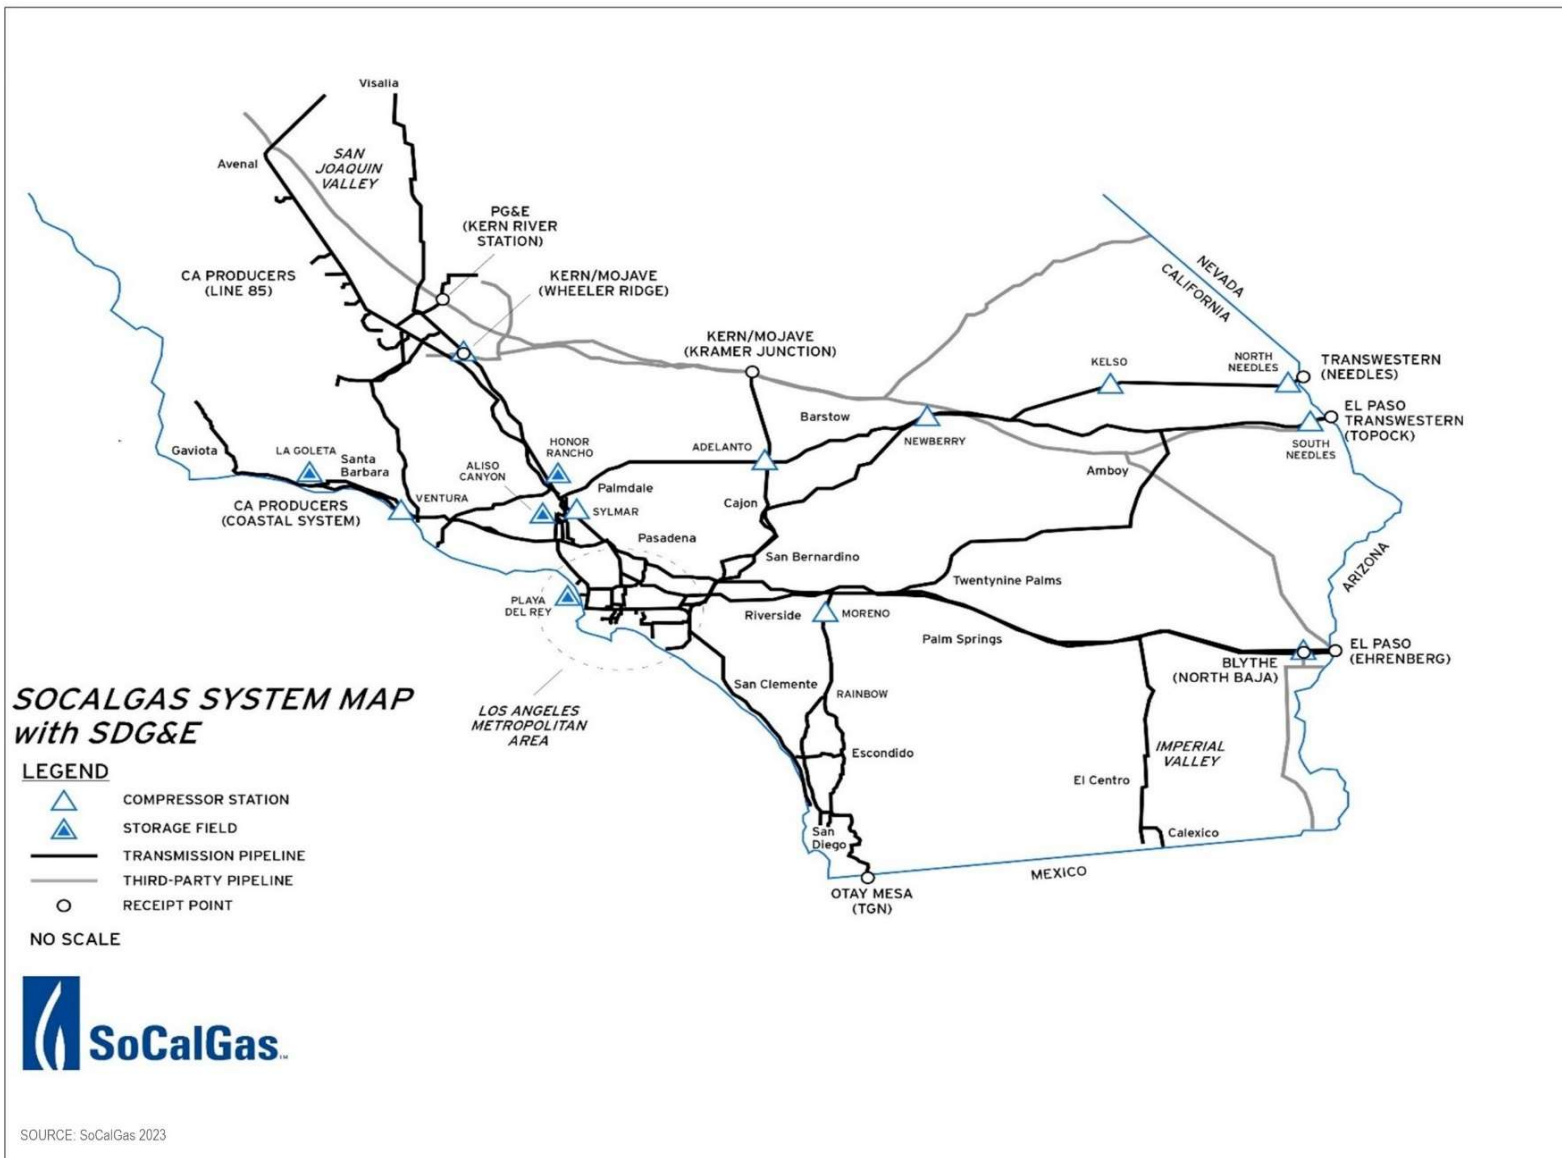 Visalia
Avenal
SAN
JOAQUIN
VALLEY
PG&E
(KERN RIVER
STATION)
CA PRODUCERS
(LINE 85)
KERN/MOJAVE
(WHEELER RIDGE)
KERN/MOJAVE
(KRAMER JUNCTION)
NEVADA
CALIFORNIA
KELSO
NORTH
NEEDLES
TRANSWESTERN
(NEEDLES)
EL PASO
TRANSWESTERN
(TOPOCK)
SOUTH
NEEDLES
Barstow
NEWBERRY
Amboy
ADELANTO
Gaviota
LA GOLETA
Santa
Barbara
HONOR
RANCHO
ALISO
CANYON
VENTURA
CA PRODUCERS
(COASTAL SYSTEM)
Palmdale
SYLMAR
Cajon
Pasadena
San Bernardino
ARIZONA
Twentynine Palms
PLAYA
DEL REY
Riverside
MORENO
Palm Springs
EL PASO
(EHRENBERG)
BLYTHE
(NORTH BAJA)
San Clemente
RAINBOW
LOS ANGELES
METROPOLITAN
AREA
Escondido
IMPERIAL
VALLEY
El Centro
San
Diego
Calexico
MEXICO
OTAY MESA
(TGN)
SOCALGAS SYSTEM MAP
with SDG&E
LEGEND
COMPRESSOR STATION
STORAGE FIELD
TRANSMISSION PIPELINE
THIRD-PARTY PIPELINE
RECEIPT POINT
NO SCALE
SoCalGas™
SOURCE: SoCalGas 2023